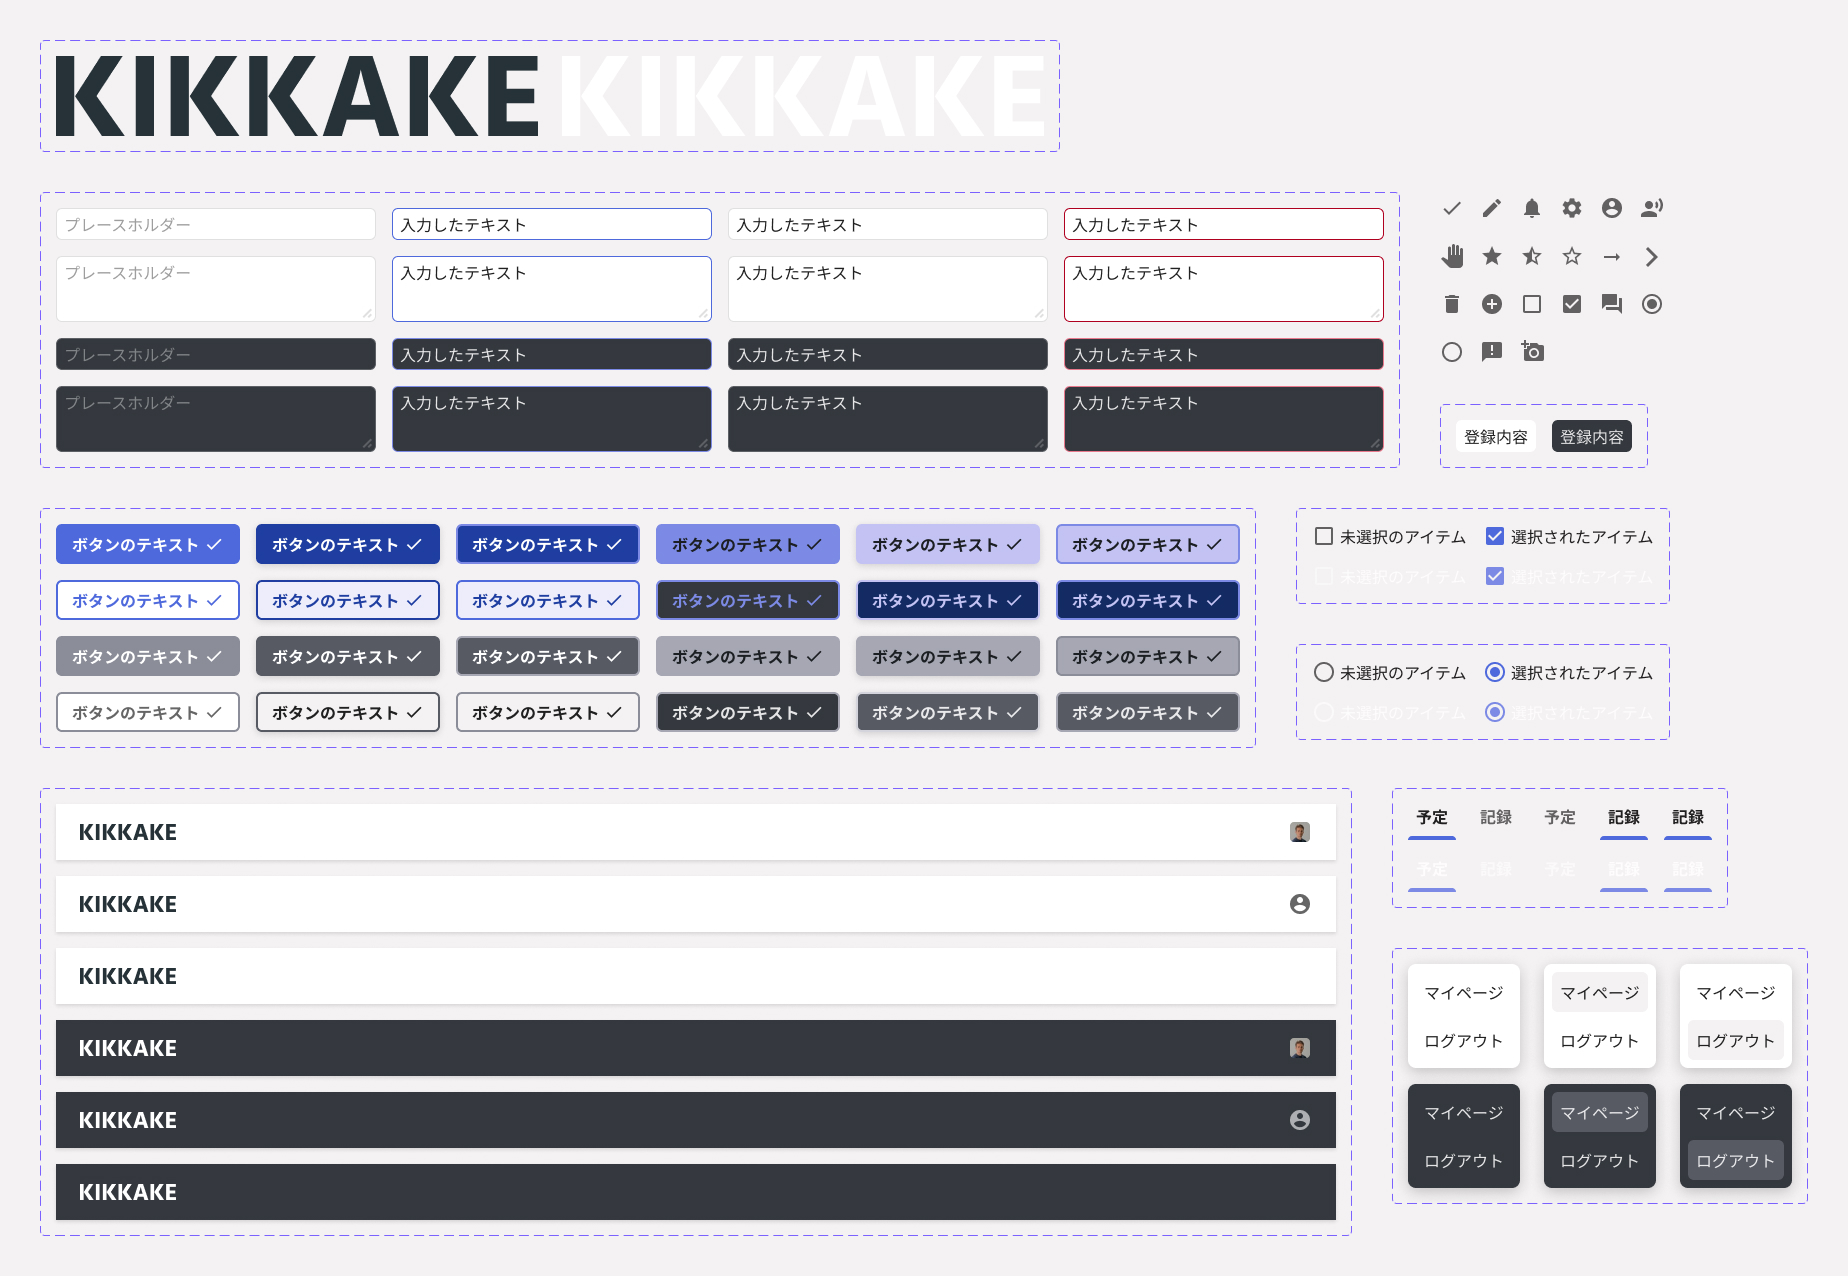 KIKKAKE KIKKAKE
プレースホルダー 入力したテキスト 入力したテキスト 入力したテキスト
プレースホルダー 入力したテキスト 入力したテキスト 入力したテキスト
プレースホルダー 入力したテキスト 入力したテキスト 入力したテキスト
プレースホルダー 入力したテキスト 入力したテキスト 入力したテキスト
登録内容 登録内容
ボタンのテキスト ボタンのテキスト ボタンのテキスト ボタンのテキスト ボタンのテキスト ボタンのテキスト
ボタンのテキスト ボタンのテキスト ボタンのテキスト ボタンのテキスト ボタンのテキスト ボタンのテキスト
ボタンのテキスト ボタンのテキスト ボタンのテキスト ボタンのテキスト ボタンのテキスト ボタンのテキスト
ボタンのテキスト ボタンのテキスト ボタンのテキスト ボタンのテキスト ボタンのテキスト ボタンのテキスト
未選択のアイテム 選択されたアイテム
未選択のアイテム 選択されたアイテム
未選択のアイテム 選択されたアイテム
未選択のアイテム 選択されたアイテム
KIKKAKE
KIKKAKE
KIKKAKE
KIKKAKE
KIKKAKE
KIKKAKE
予定 記録 予定 記録 記録
予定 記録 予定 記録 記録
マイページ マイページ マイページ
ログアウト ログアウト ログアウト
マイページ マイページ マイページ
ログアウト ログアウト ログアウト